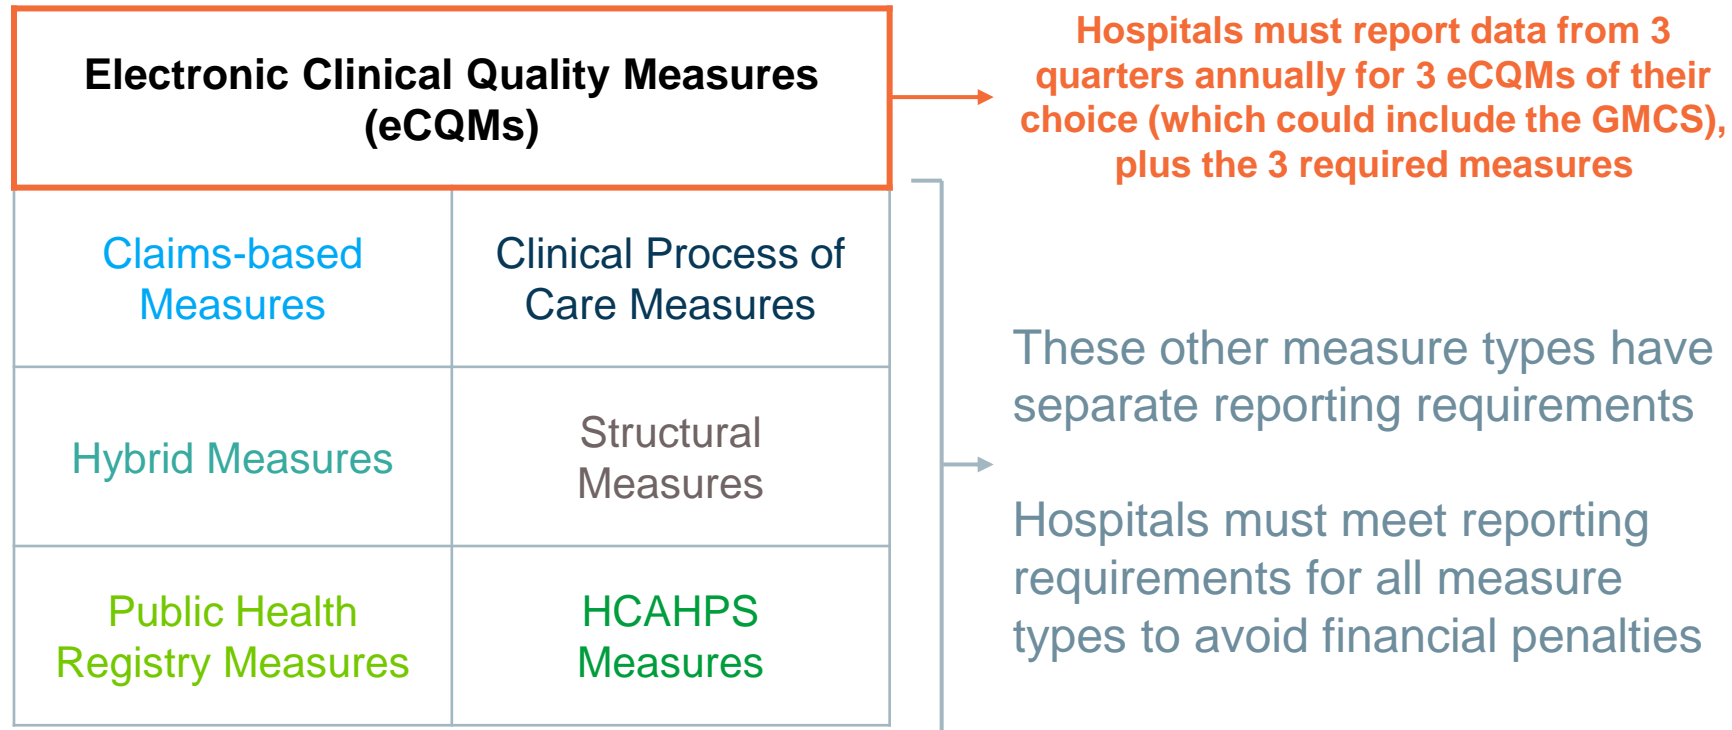 Electronic Clinical Quality Measures
(eCQMs)
Hospitals must report data from 3
quarters annually for 3 eCQMs of their
choice (which could include the GMCS),
plus the 3 required measures
Claims-based
Measures
Clinical Process of
Care Measures
Hybrid Measures
Structural
Measures
Public Health
Registry Measures
HCAHPS
Measures
These other measure types have
separate reporting requirements
Hospitals must meet reporting
requirements for all measure
types to avoid financial penalties